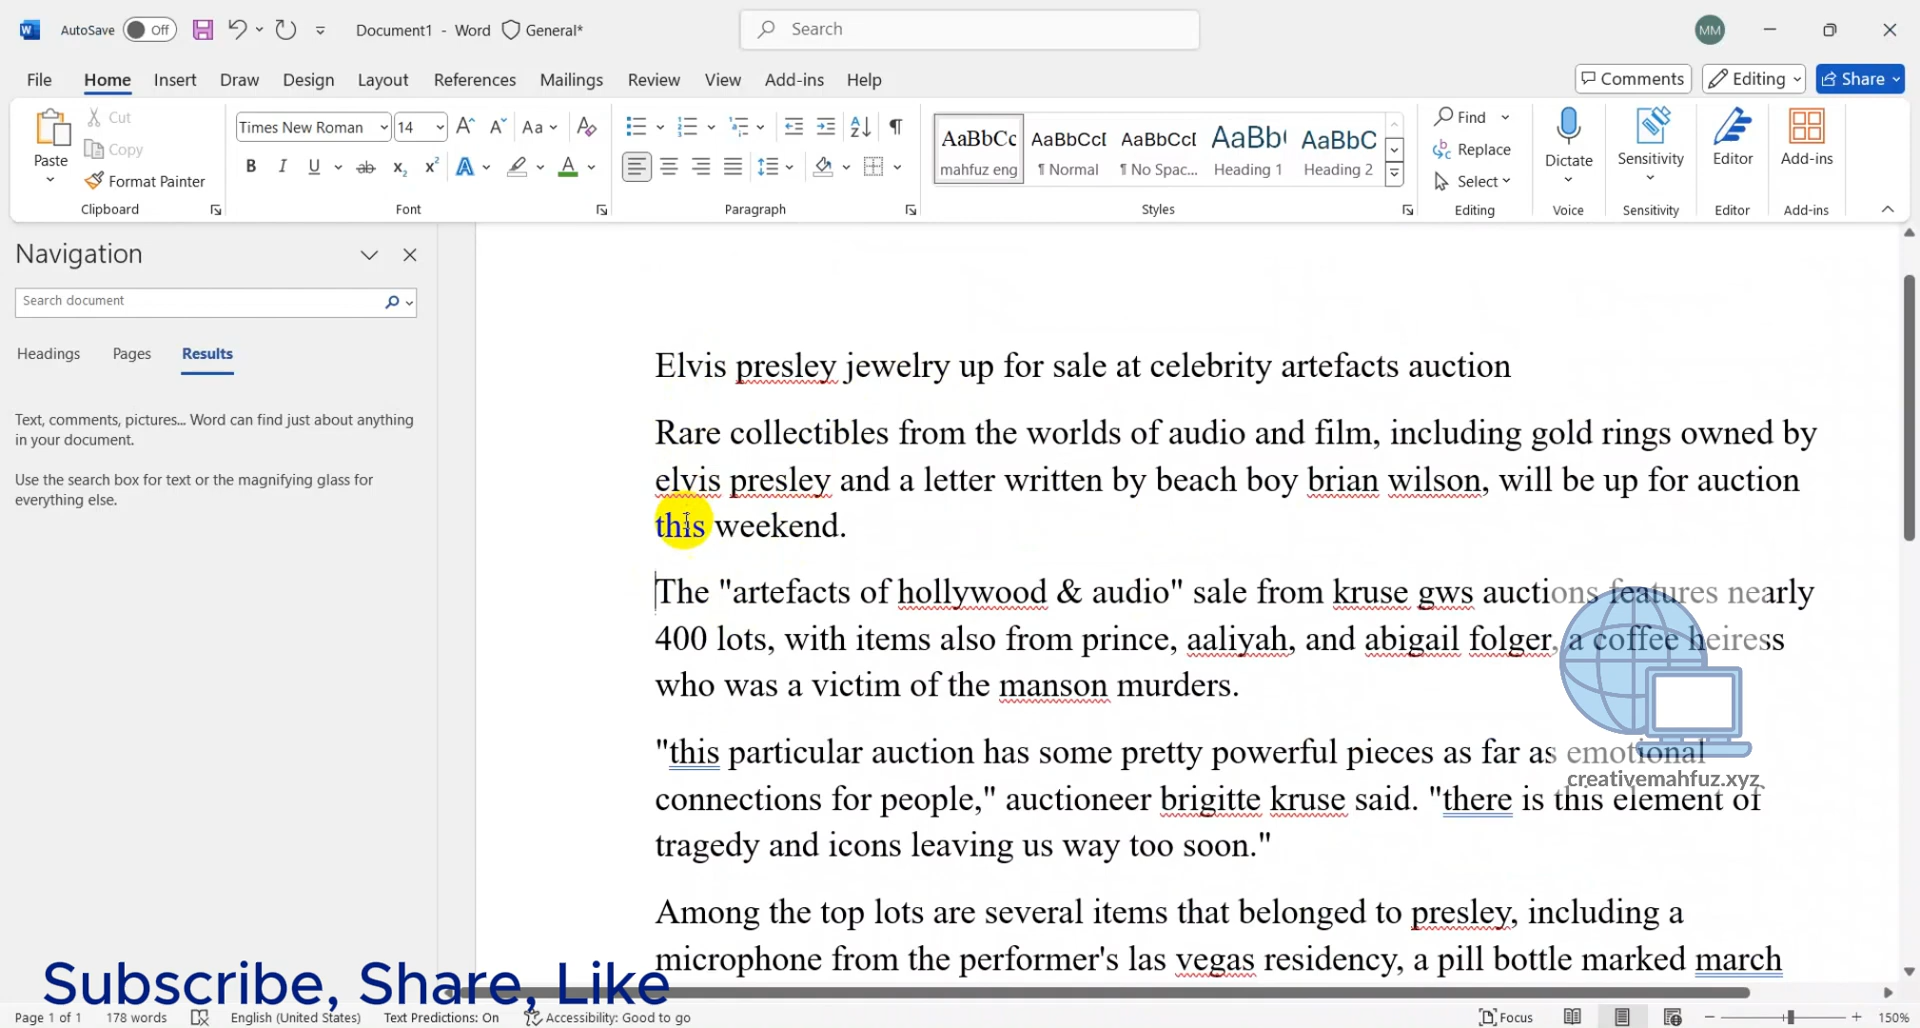 AutoSave Off Document1 - Word General* Search MM
File Home Insert Draw Design Layout References Mailings Review View Add-ins Help Comments Editing Share
Paste Cut Copy Format Painter Clipboard
Times New Roman 14 Aa
B I U ab x₂ x² A A Font
Paragraph
AaBbCc AaBbCcI AaBbCcI AaBb( AaBbC
mahfuz eng ¶ Normal ¶ No Spac... Heading 1 Heading 2
Styles
Find Replace Select Editing
Dictate Voice
Sensitivity Sensitivity
Editor Editor
Add-ins Add-ins
Navigation
Search document
Headings Pages Results
Text, comments, pictures... Word can find just about anything
in your document.
Use the search box for text or the magnifying glass for
everything else.
Elvis presley jewelry up for sale at celebrity artefacts auction
Rare collectibles from the worlds of audio and film, including gold rings owned by
elvis presley and a letter written by beach boy brian wilson, will be up for auction
this weekend.
The "artefacts of hollywood & audio" sale from kruse gws auctions features nearly
400 lots, with items also from prince, aaliyah, and abigail folger, a coffee heiress
who was a victim of the manson murders.
"this particular auction has some pretty powerful pieces as far as emotional
connections for people," auctioneer brigitte kruse said. "there is this element of
tragedy and icons leaving us way too soon."
Among the top lots are several items that belonged to presley, including a
microphone from the performer's las vegas residency, a pill bottle marked march
creativemahfuz.xyz
Subscribe, Share, Like
Page 1 of 1 178 words English (United States) Text Predictions: On Accessibility: Good to go Focus 150%